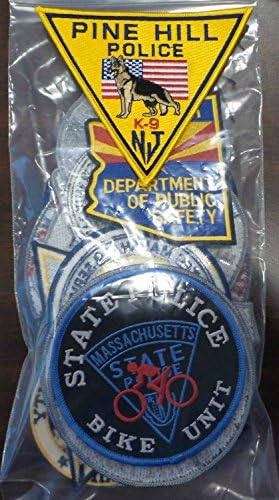 PINE HILL
POLICE
K-9
NJ
DEPARTMENT
OF PUBLIC
SAFETY
STATE POLICE
MASSACHUSETTS
STATE
BIKE UNIT